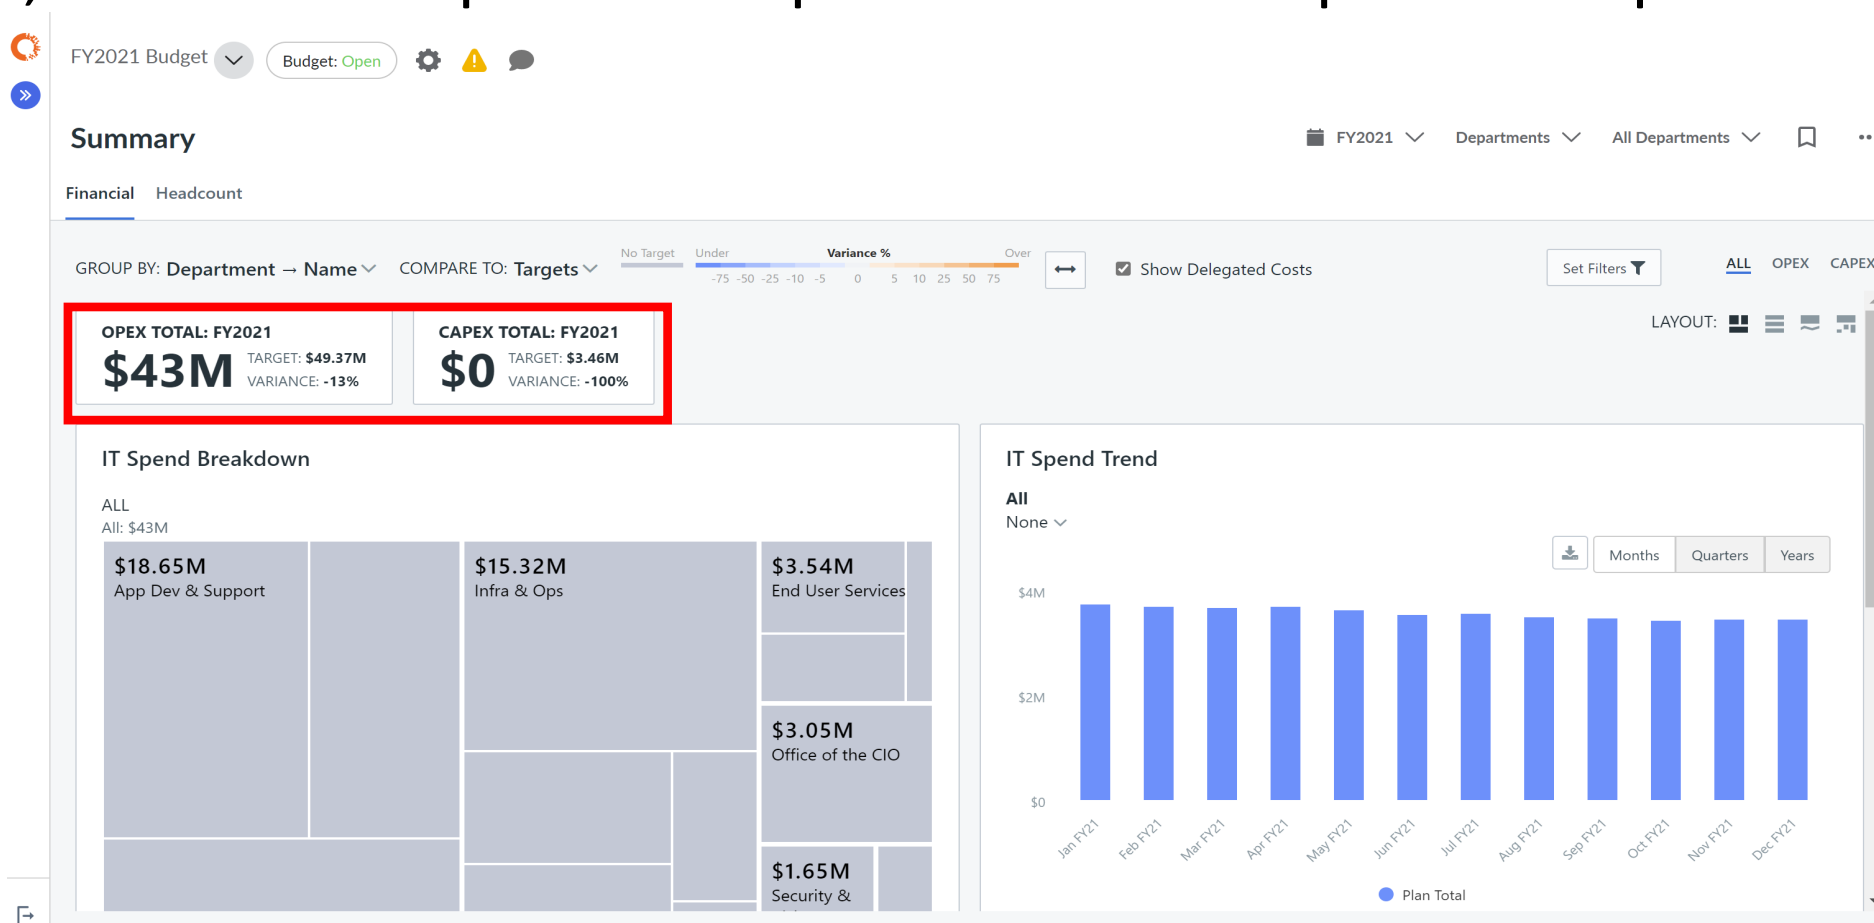 FY2021 Budget
Budget: Open
Summary
FY2021
Departments
All Departments
Financial
Headcount
GROUP BY: Department → Name
COMPARE TO: Targets
No Target
Under
Variance %
Over
-75 -50 -25 -10 -5 0 5 10 25 50 75
Show Delegated Costs
Set Filters
ALL
OPEX
CAPEX
LAYOUT:
OPEX TOTAL: FY2021
$43M
TARGET: $49.37M
VARIANCE: -13%
CAPEX TOTAL: FY2021
$0
TARGET: $3.46M
VARIANCE: -100%
IT Spend Breakdown
ALL
All: $43M
$18.65M
App Dev & Support
$15.32M
Infra & Ops
$3.54M
End User Services
$3.05M
Office of the CIO
$1.65M
Security &
IT Spend Trend
All
None
Months
Quarters
Years
$4M
$2M
$0
Jan FY21
Feb FY21
Mar FY21
Apr FY21
May FY21
Jun FY21
Jul FY21
Aug FY21
Sep FY21
Oct FY21
Nov FY21
Dec FY21
Plan Total